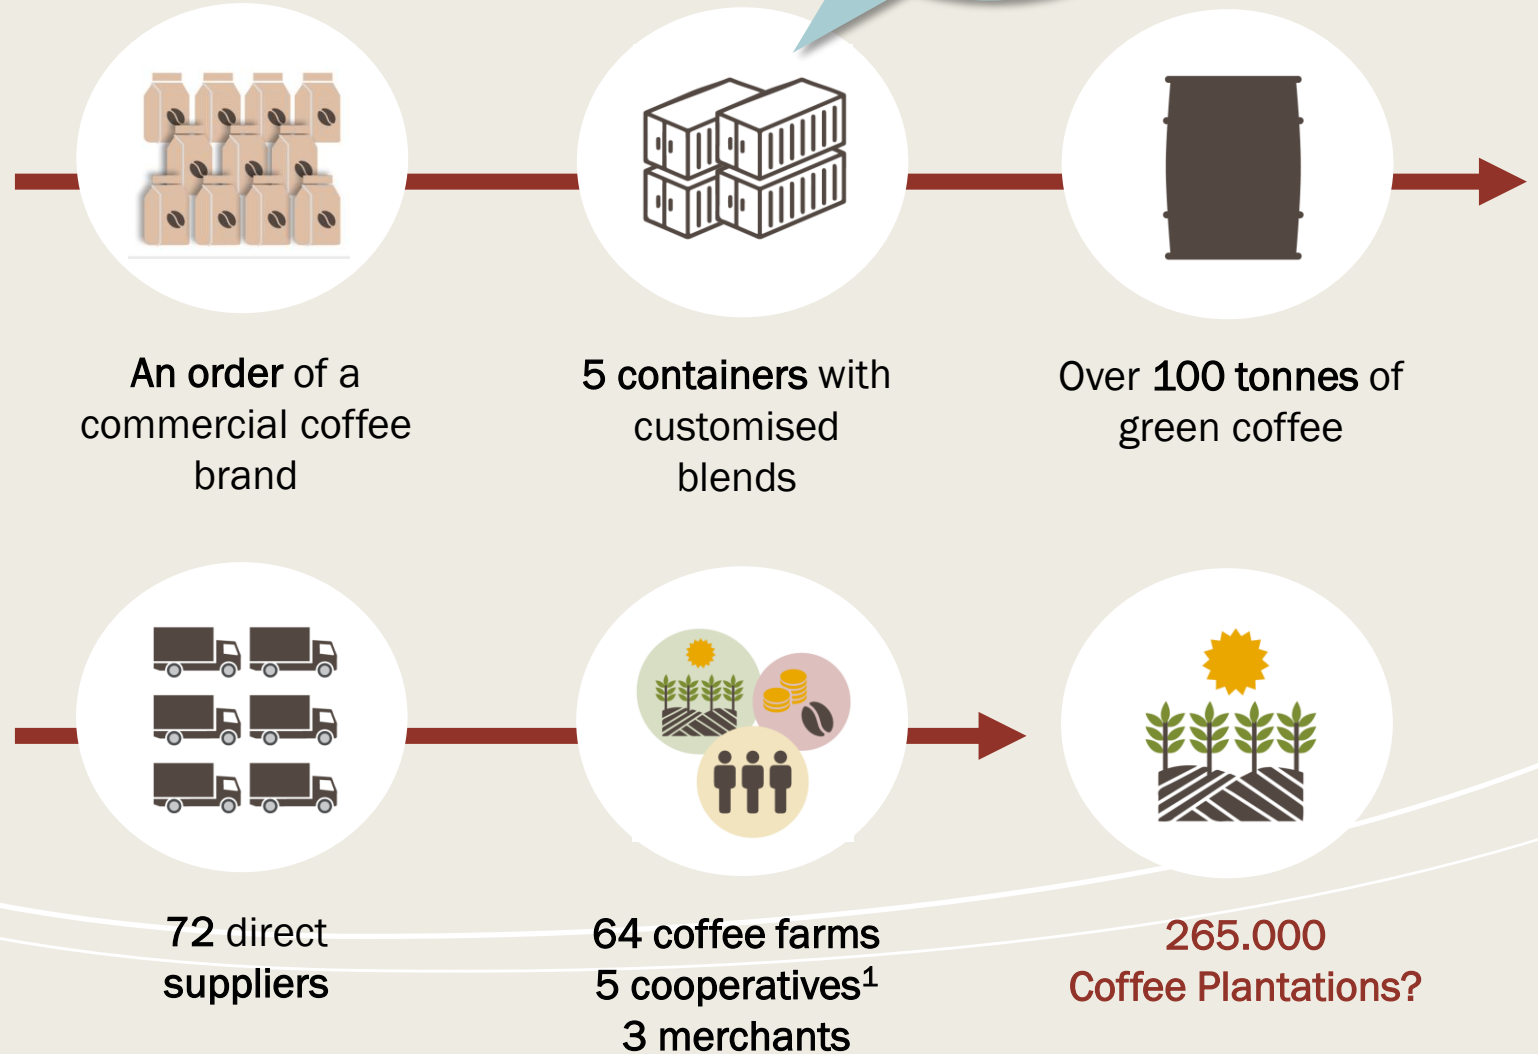 An order of a
commercial coffee
brand
5 containers with
customised
blends
Over 100 tonnes of
green coffee
72 direct
suppliers
64 coffee farms
5 cooperatives¹
3 merchants
265.000
Coffee Plantations?